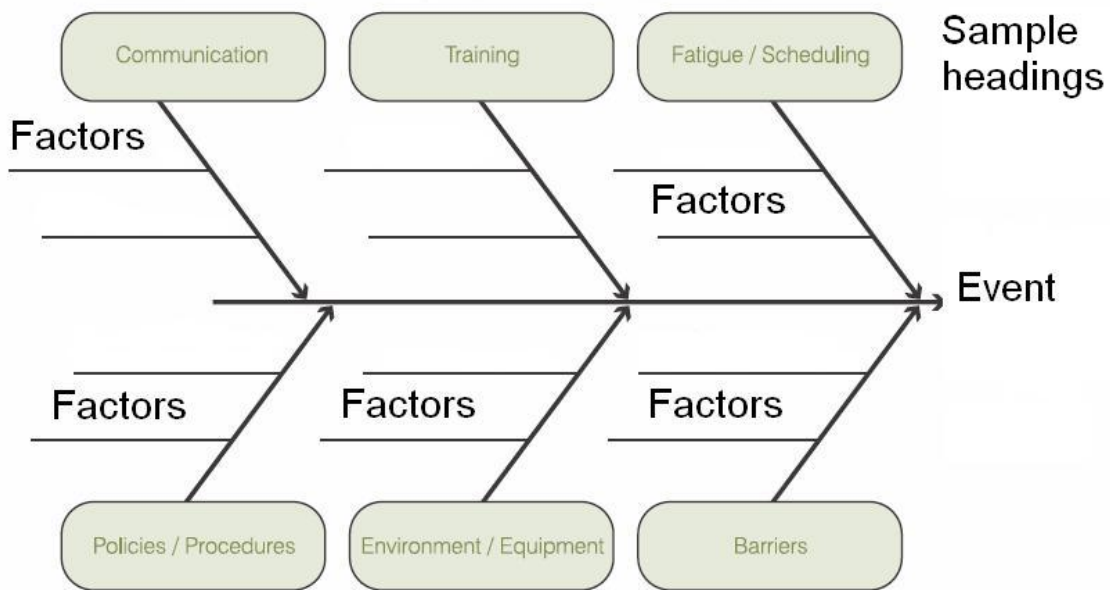 Communication
Training
Fatigue / Scheduling
Sample
headings
Factors
Factors
Event
Factors
Factors
Factors
Policies / Procedures
Environment / Equipment
Barriers